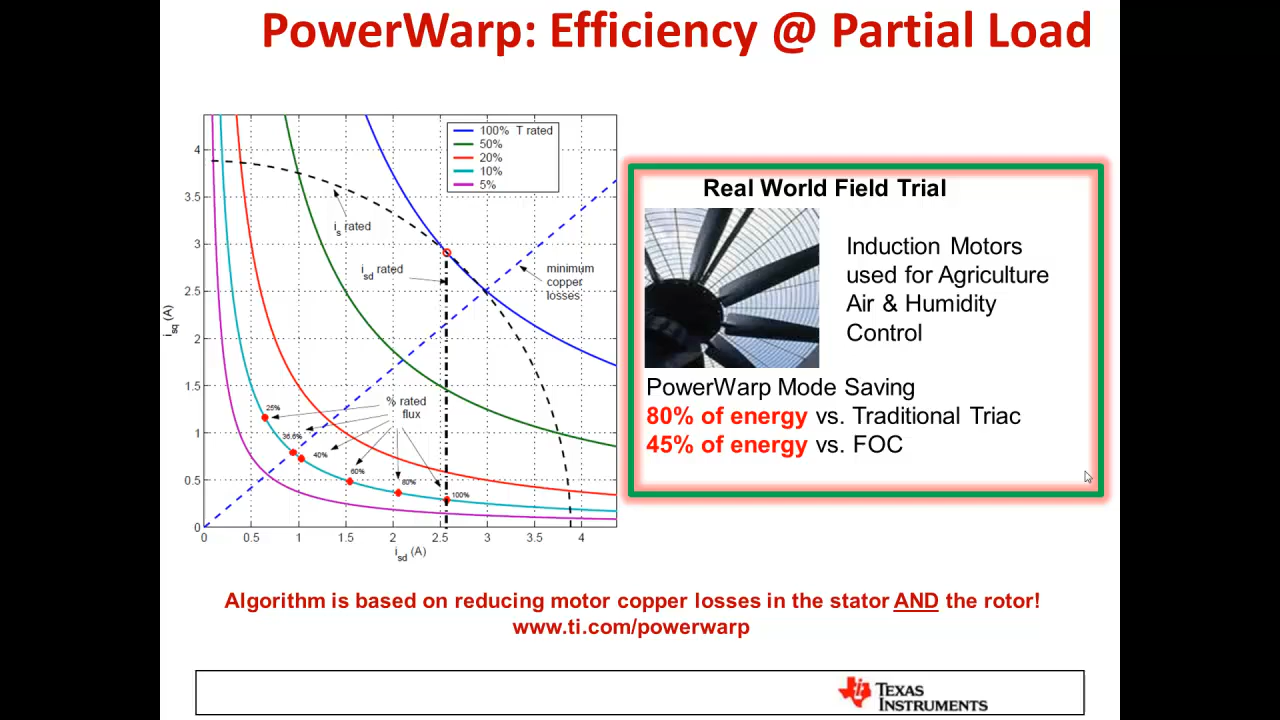 PowerWarp: Efficiency @ Partial Load
4
3.5
3
2.5
2
1.5
1
0.5
0
0 0.5 1 1.5 2 2.5 3 3.5 4
isq (A)
isd (A)
100% T rated
50%
20%
10%
5%
is rated
isd rated
minimum
copper
losses
% rated
flux
25%
36.6%
40%
60%
80%
100%
Real World Field Trial
Induction Motors
used for Agriculture
Air & Humidity
Control
PowerWarp Mode Saving
80% of energy vs. Traditional Triac
45% of energy vs. FOC
Algorithm is based on reducing motor copper losses in the stator AND the rotor!
www.ti.com/powerwarp
TEXAS
INSTRUMENTS